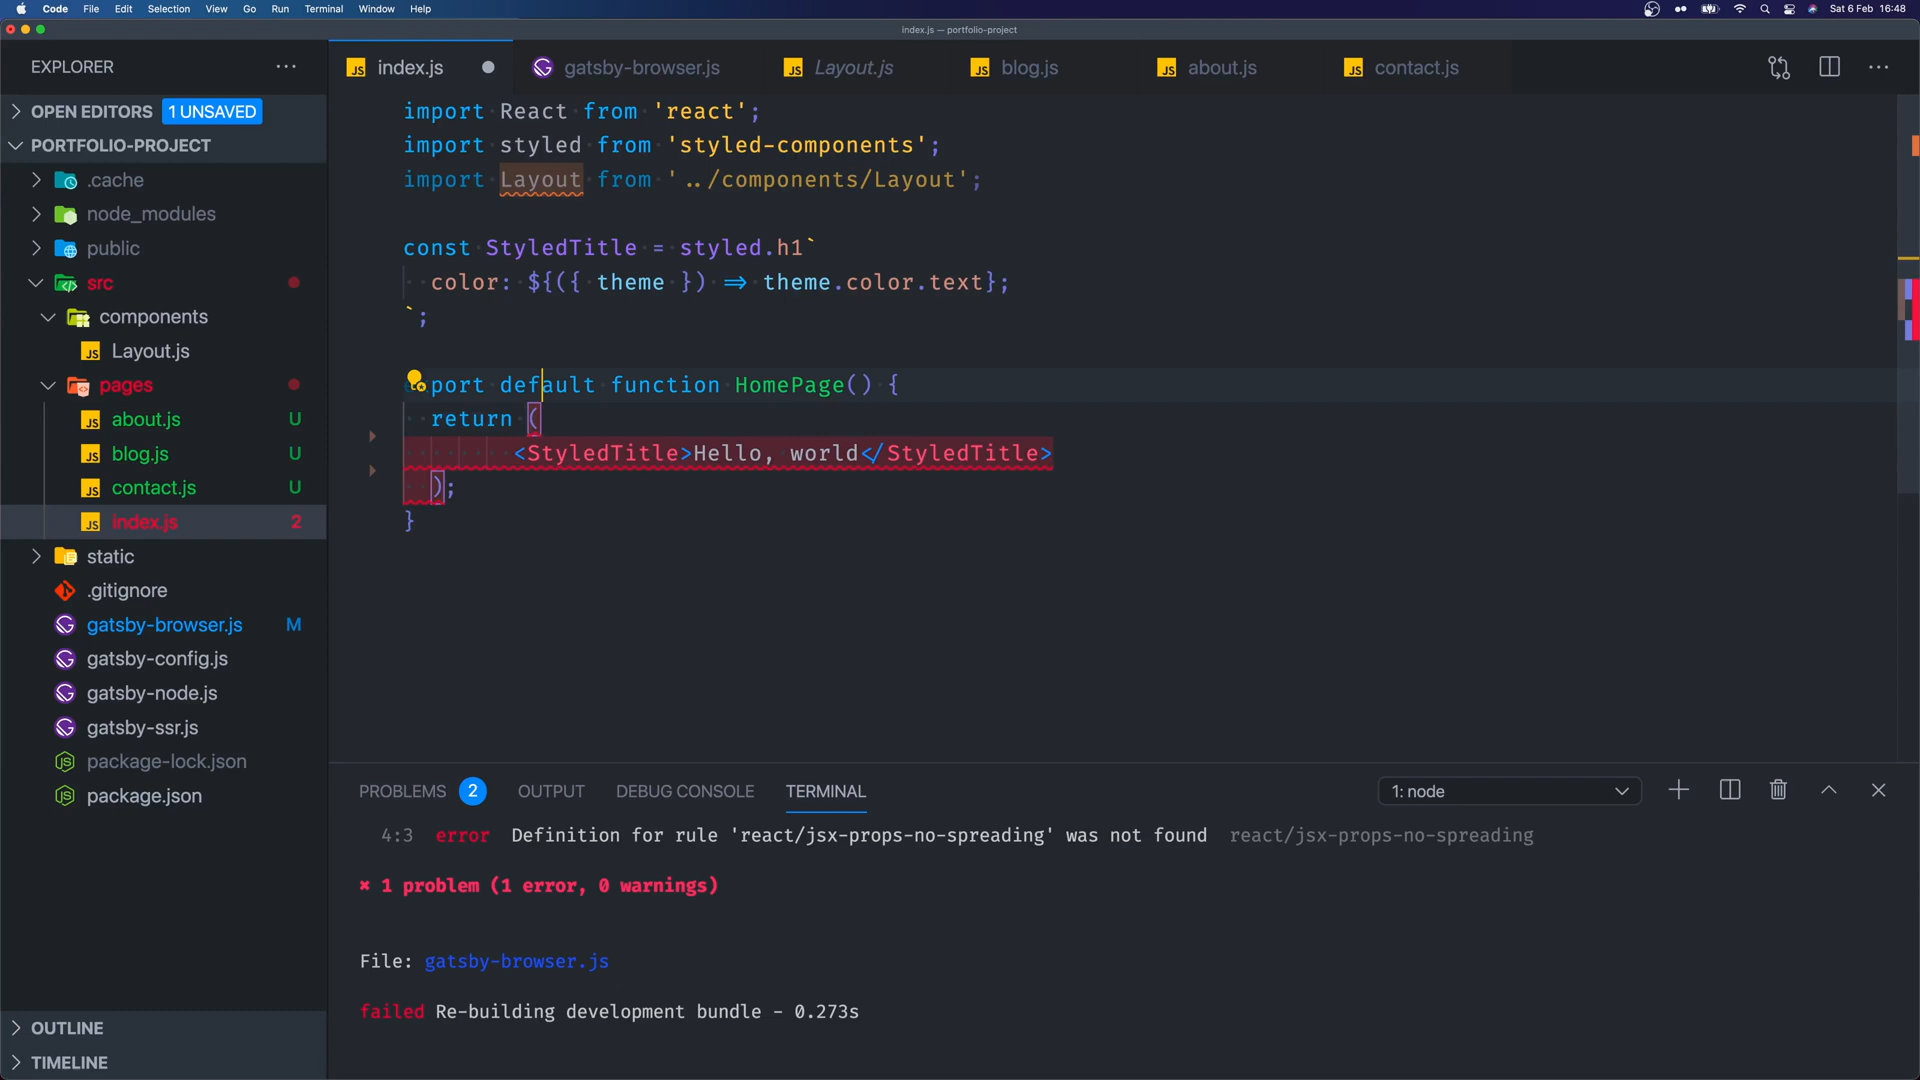 Code File Edit Selection View Go Run Terminal Window Help
Sat 6 Feb 16:48
index.js — portfolio-project
EXPLORER
index.js
gatsby-browser.js
Layout.js
blog.js
about.js
contact.js
OPEN EDITORS 1 UNSAVED
PORTFOLIO-PROJECT
.cache
node_modules
public
src
components
Layout.js
pages
about.js U
blog.js U
contact.js U
index.js 2
static
.gitignore
gatsby-browser.js M
gatsby-config.js
gatsby-node.js
gatsby-ssr.js
package-lock.json
package.json
OUTLINE
TIMELINE
import React from 'react';
import styled from 'styled-components';
import Layout from '../components/Layout';
const StyledTitle = styled.h1`
color: ${({ theme }) => theme.color.text};
`;
port default function HomePage() {
return (
<StyledTitle>Hello, world</StyledTitle>
);
}
PROBLEMS 2 OUTPUT DEBUG CONSOLE TERMINAL 1: node
4:3 error Definition for rule 'react/jsx-props-no-spreading' was not found react/jsx-props-no-spreading
✖ 1 problem (1 error, 0 warnings)
File: gatsby-browser.js
failed Re-building development bundle - 0.273s